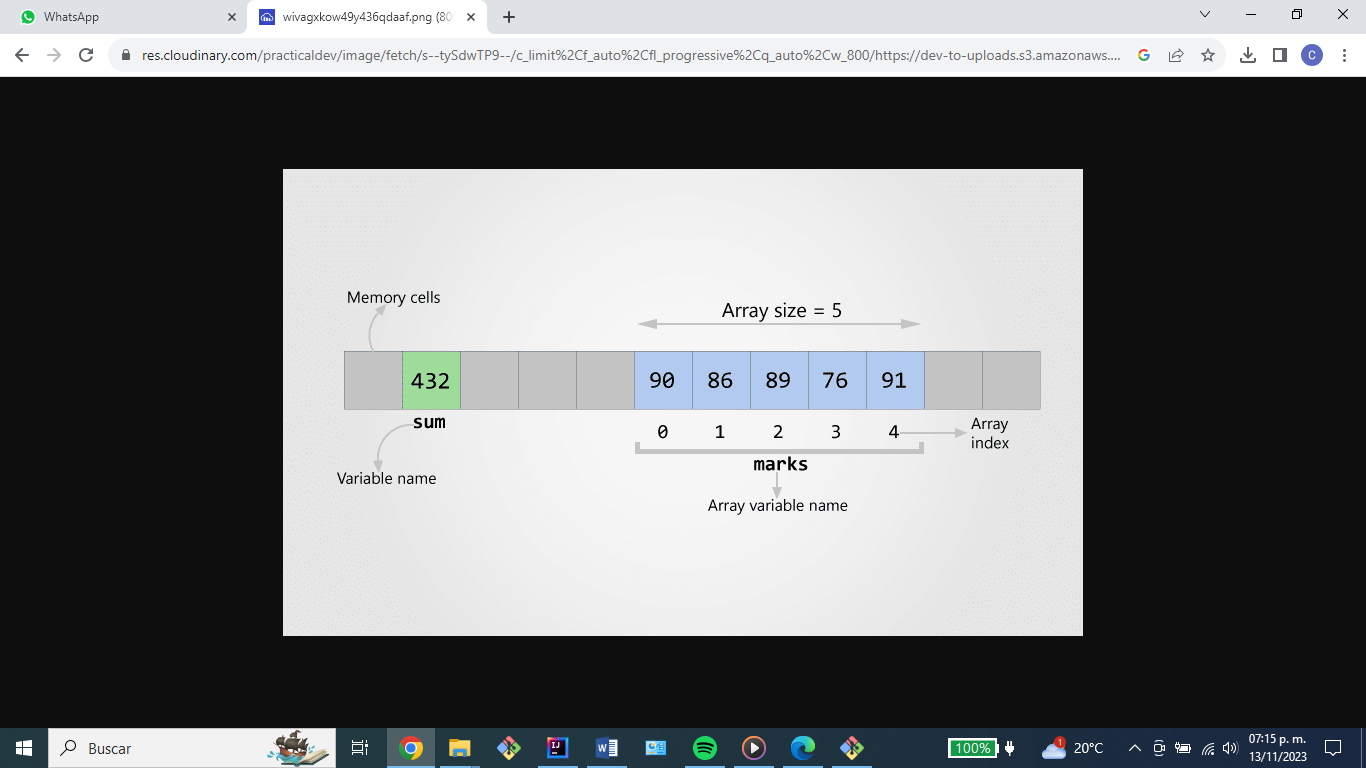 WhatsApp
wivagxkow49y436qdaaf.png (80
res.cloudinary.com/practicaldev/image/fetch/s--tySdwTP9--/c_limit%2Cf_auto%2Cfl_progressive%2Cq_auto%2Cw_800/https://dev-to-uploads.s3.amazonaws....
C
Memory cells
Array size = 5
432 90 86 89 76 91
sum
0 1 2 3 4
Array
index
marks
Variable name
Array variable name
Buscar
100%
1
20°C
07:15 p. m.
13/11/2023